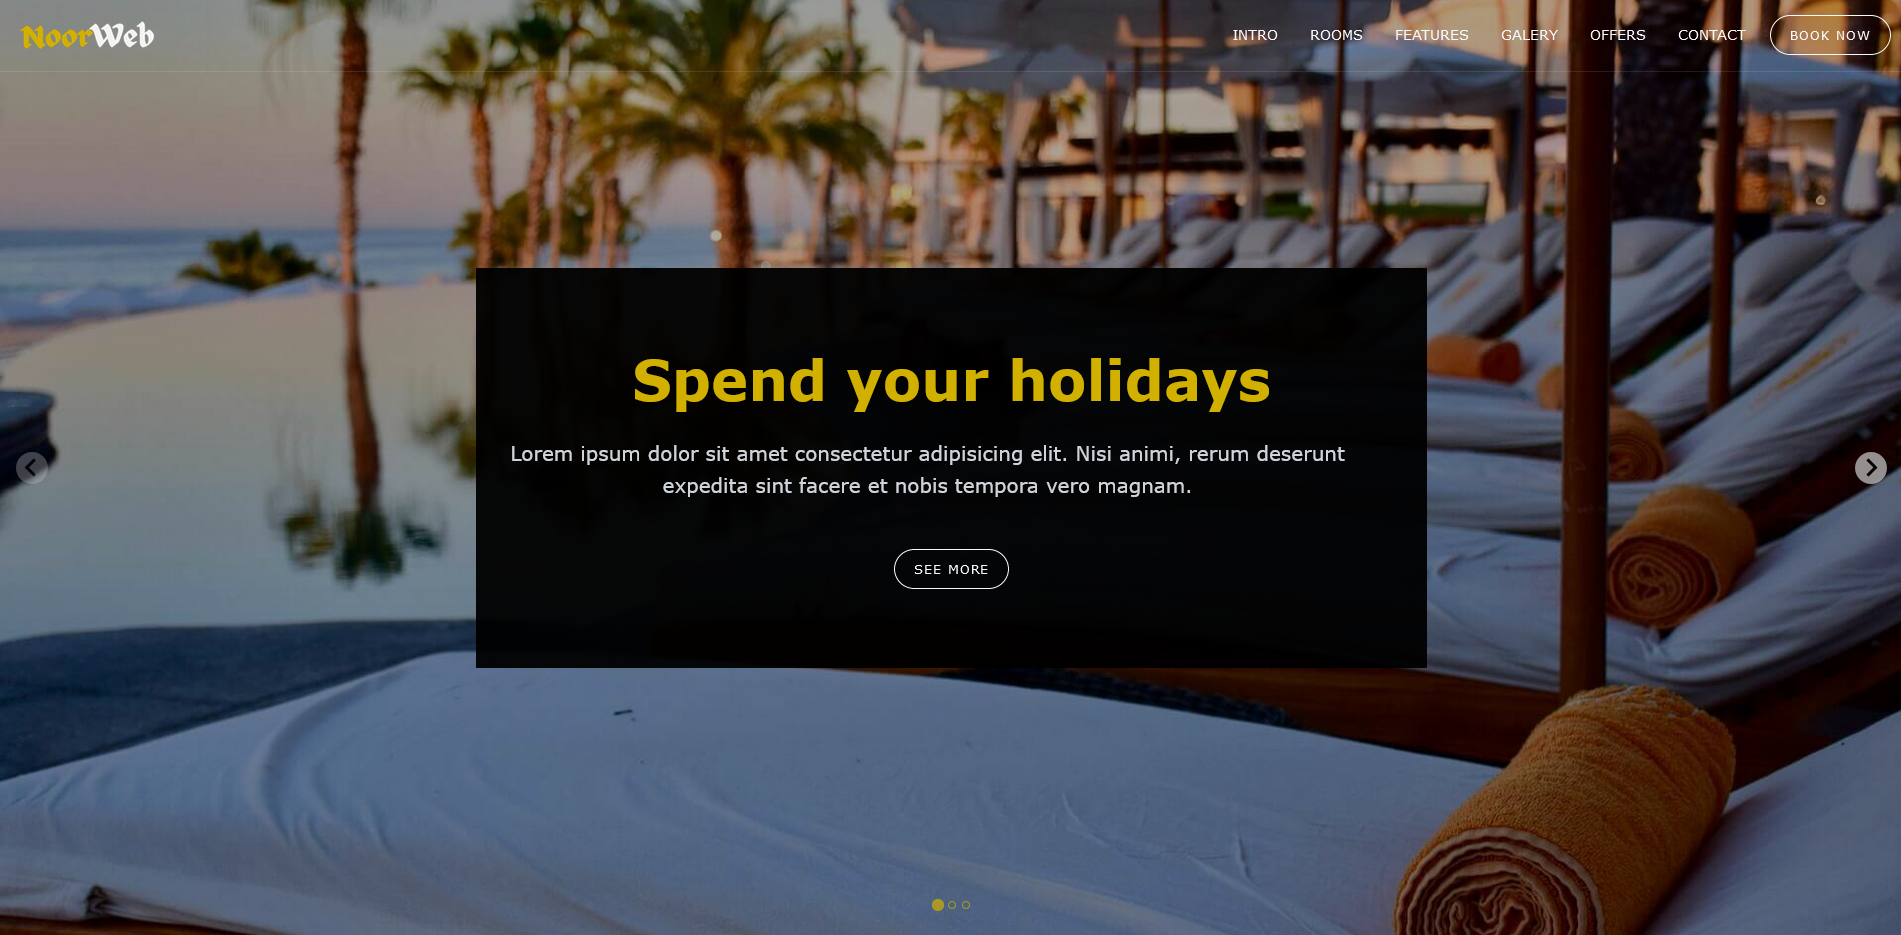 NoorWeb
INTRO ROOMS FEATURES GALERY OFFERS CONTACT BOOK NOW
Spend your holidays
Lorem ipsum dolor sit amet consectetur adipisicing elit. Nisi animi, rerum deserunt
expedita sint facere et nobis tempora vero magnam.
SEE MORE